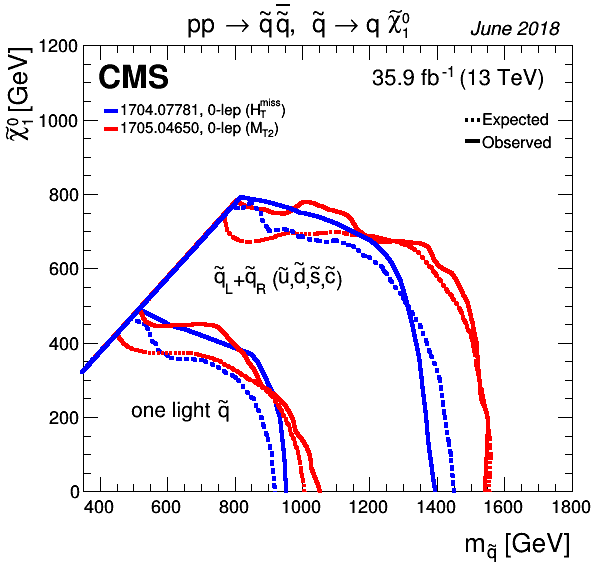 pp → q̃ q̃̅, q̃ → q χ̃₁⁰
June 2018
CMS
35.9 fb⁻¹ (13 TeV)
1704.07781, 0-lep (H_T^miss)
1705.04650, 0-lep (M_T2)
Expected
Observed
q̃_L+q̃_R (ũ,d̃,s̃,c̃)
one light q̃
χ̃₁⁰ [GeV]
1200
1000
800
600
400
200
0
400 600 800 1000 1200 1400 1600 1800
m_q̃ [GeV]